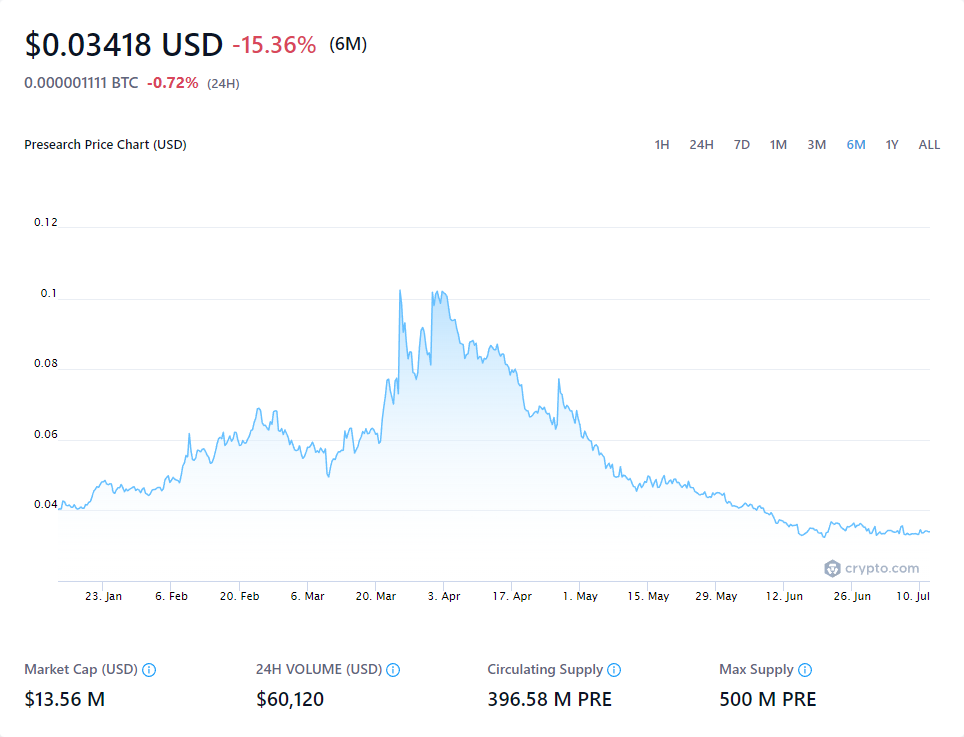 $0.03418 USD -15.36% (6M)
0.000001111 BTC -0.72% (24H)
Presearch Price Chart (USD) 1H 24H 7D 1M 3M 6M 1Y ALL
0.12
0.1
0.08
0.06
0.04
crypto.com
23. Jan 6. Feb 20. Feb 6. Mar 20. Mar 3. Apr 17. Apr 1. May 15. May 29. May 12. Jun 26. Jun 10. Jul
Market Cap (USD) 24H VOLUME (USD) Circulating Supply Max Supply
$13.56 M $60,120 396.58 M PRE 500 M PRE